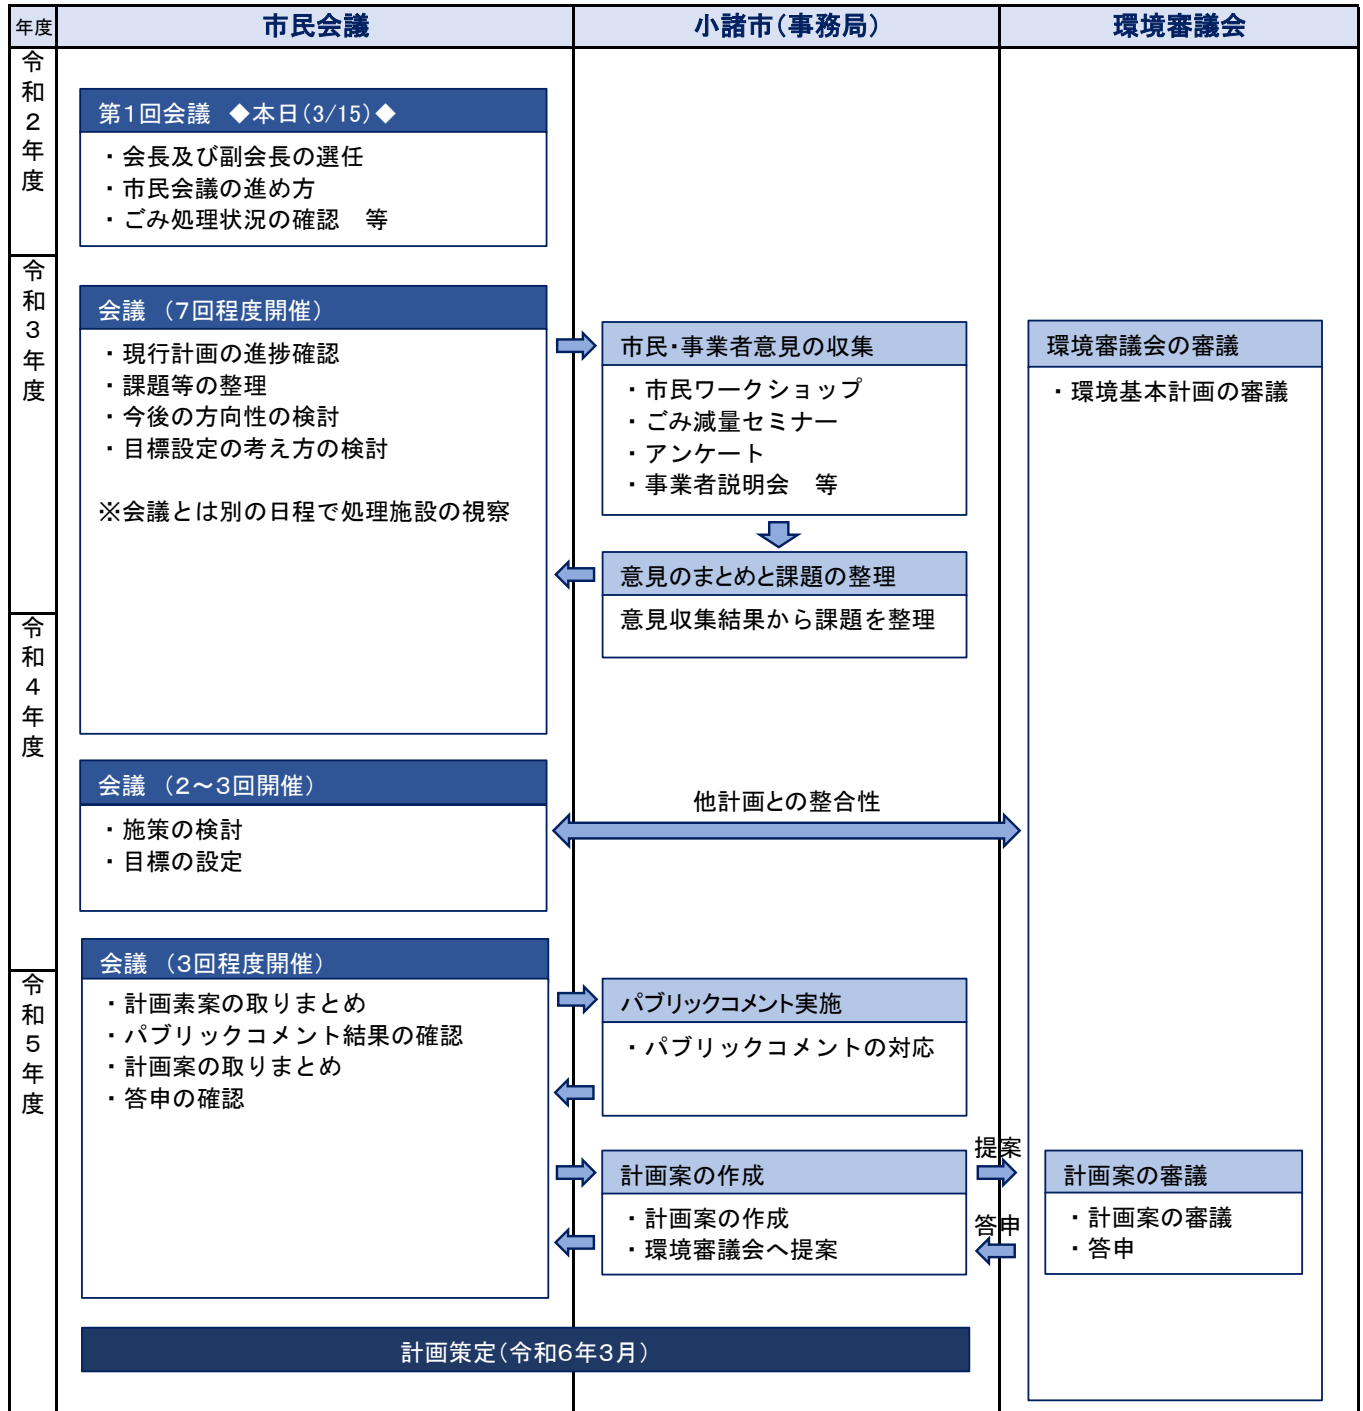 年度
市民会議
小諸市(事務局)
環境審議会
令和2年度
第1回会議　◆本日(3/15)◆
・会長及び副会長の選任
・市民会議の進め方
・ごみ処理状況の確認　等
令和3年度
会議 (7回程度開催)
・現行計画の進捗確認
・課題等の整理
・今後の方向性の検討
・目標設定の考え方の検討
※会議とは別の日程で処理施設の視察
市民・事業者意見の収集
・市民ワークショップ
・ごみ減量セミナー
・アンケート
・事業者説明会　等
環境審議会の審議
・環境基本計画の審議
意見のまとめと課題の整理
意見収集結果から課題を整理
令和4年度
会議 (2～3回開催)
・施策の検討
・目標の設定
他計画との整合性
会議 (3回程度開催)
・計画素案の取りまとめ
・パブリックコメント結果の確認
・計画案の取りまとめ
・答申の確認
令和5年度
パブリックコメント実施
・パブリックコメントの対応
計画案の作成
・計画案の作成
・環境審議会へ提案
提案
答申
計画案の審議
・計画案の審議
・答申
計画策定(令和6年3月)